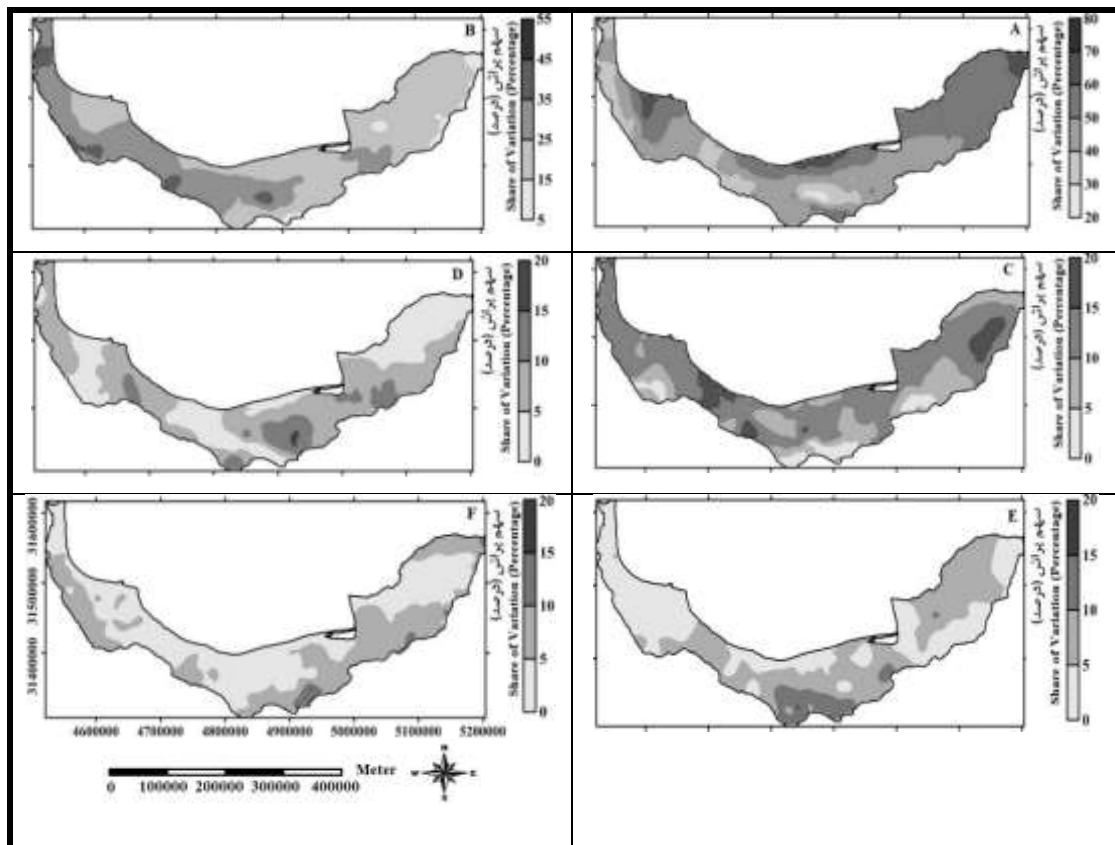 B
55
45
35
25
15
5
Share of Variation (Percentage)
سهم پراش (درصد)
A
80
70
60
50
40
30
20
Share of Variation (Percentage)
سهم پراش (درصد)
D
20
15
10
5
0
Share of Variation (Percentage)
سهم پراش (درصد)
C
20
15
10
5
0
Share of Variation (Percentage)
سهم پراش (درصد)
F
20
15
10
5
0
Share of Variation (Percentage)
سهم پراش (درصد)
31600000
31500000
31400000
4600000 4700000 4800000 4900000 5000000 5100000 5200000
Meter
0 100000 200000 300000 400000
N
W E
S
E
20
15
10
5
0
Share of Variation (Percentage)
سهم پراش (درصد)